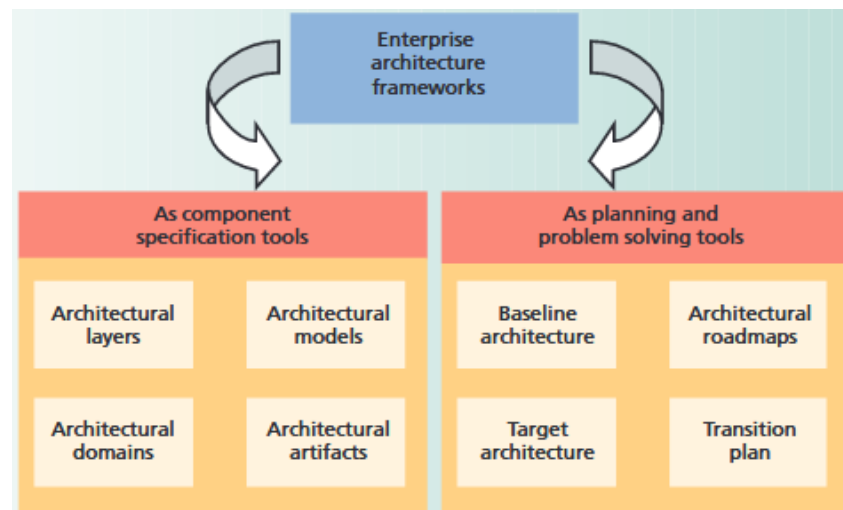 Enterprise
architecture
frameworks
As component
specification tools
As planning and
problem solving tools
Architectural
layers
Architectural
models
Baseline
architecture
Architectural
roadmaps
Architectural
domains
Architectural
artifacts
Target
architecture
Transition
plan